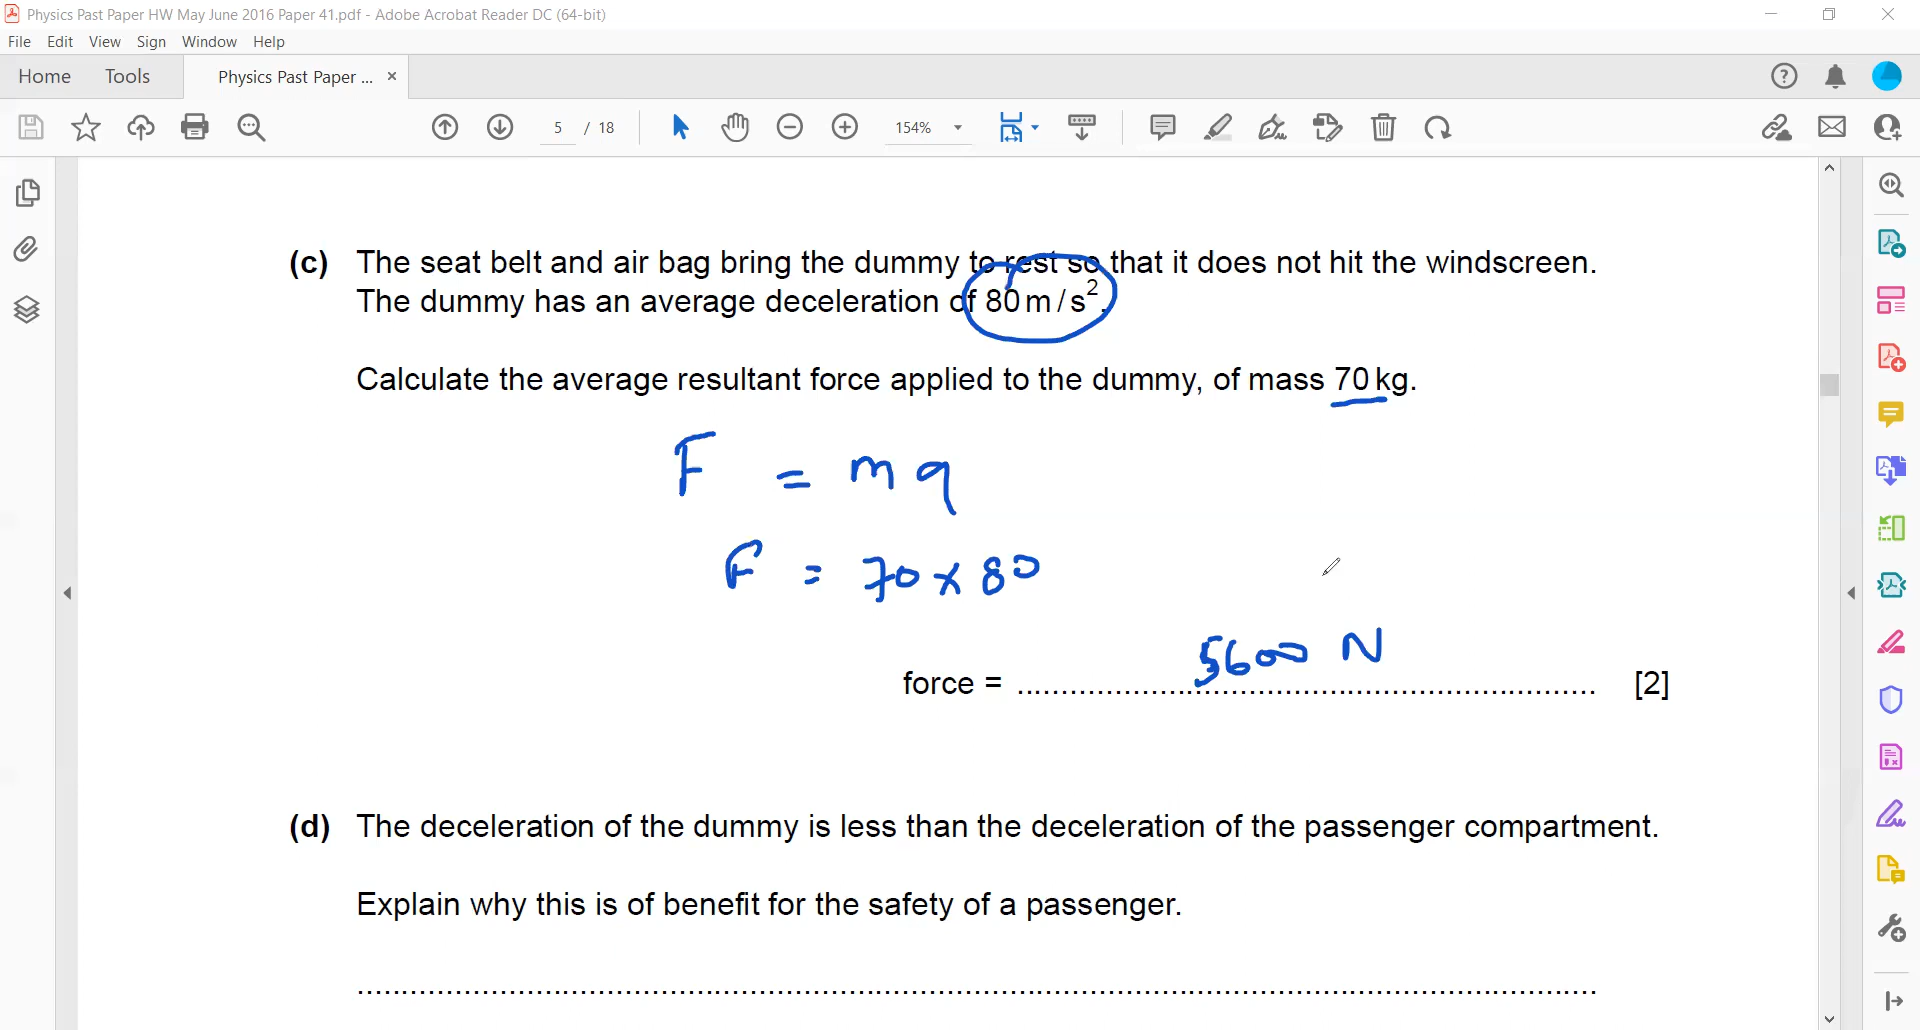 Physics Past Paper HW May June 2016 Paper 41.pdf - Adobe Acrobat Reader DC (64-bit)
File Edit View Sign Window Help
Home Tools Physics Past Paper ... ×
5 / 18 154%
(c) The seat belt and air bag bring the dummy to rest so that it does not hit the windscreen.
The dummy has an average deceleration of 80 m / s².
Calculate the average resultant force applied to the dummy, of mass 70 kg.
F = ma
F = 70 x 80
5600 N
force = ................................................................. [2]
(d) The deceleration of the dummy is less than the deceleration of the passenger compartment.
Explain why this is of benefit for the safety of a passenger.
..........................................................................................................................................